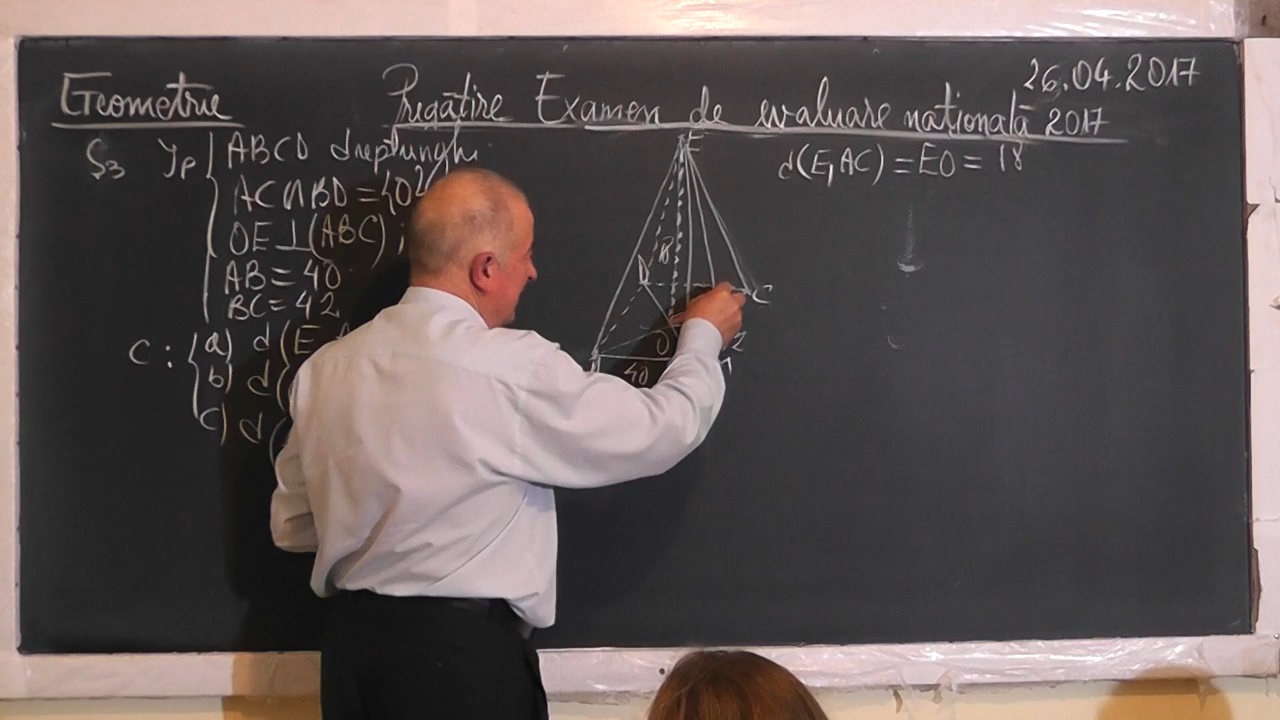 Geometrie
Pregătire Examen de evaluare națională 2017
26.04.2017
S3 Ip ABCD dreptunghi
AC∩BD={O}
OE⊥(ABC) ;
AB=40
BC=42
C: a) d(E
b) d(
c) d(
E
18
D
C
O
40
d(E,AC)=EO=18